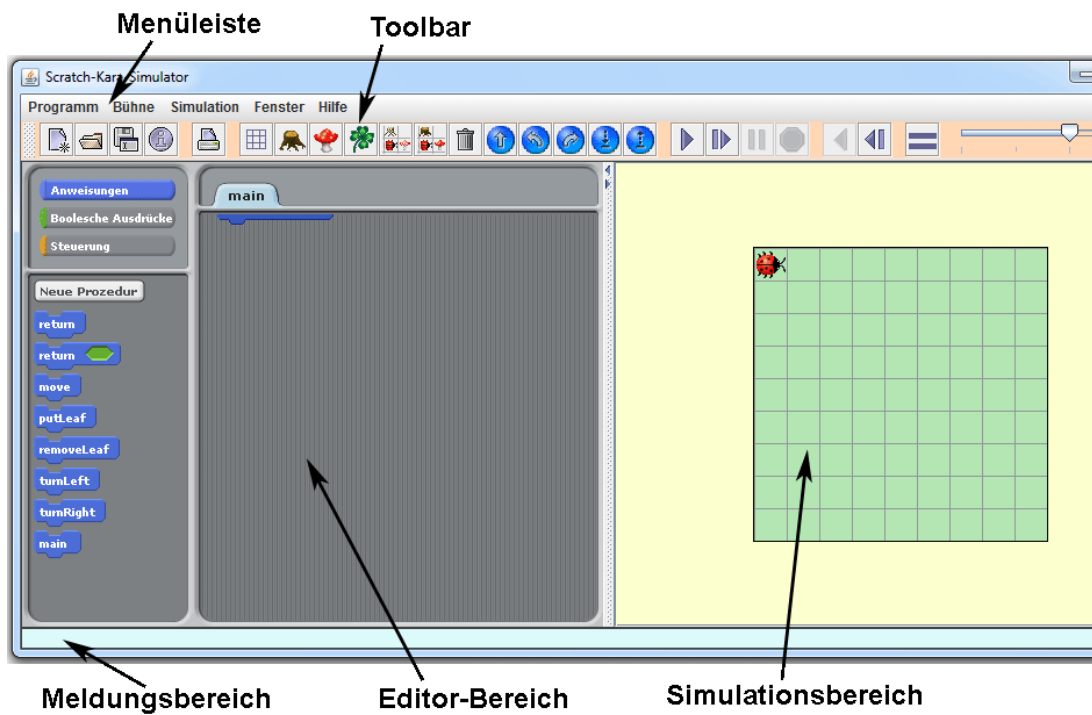 Menüleiste
Toolbar
Scratch-Kara Simulator
Programm Bühne Simulation Fenster Hilfe
Anweisungen
Boolesche Ausdrücke
Steuerung
main
Neue Prozedur
return
return
move
putLeaf
removeLeaf
turnLeft
turnRight
main
Meldungsbereich
Editor-Bereich
Simulationsbereich